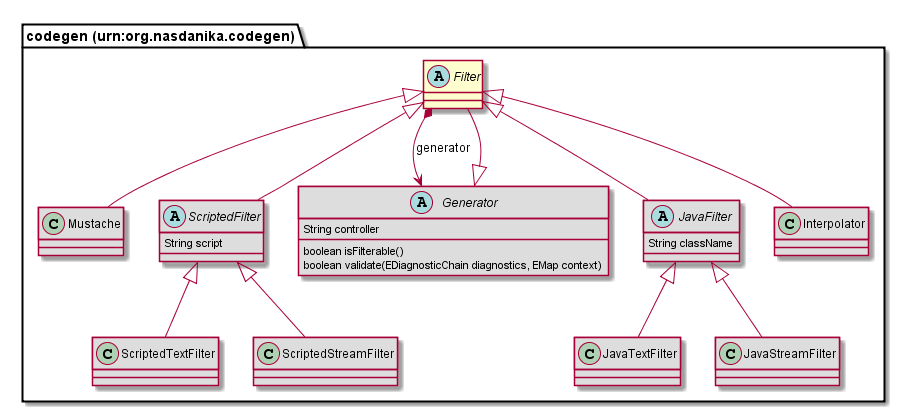 codegen (urn:org.nasdanika.codegen)
A Filter
generator
C Mustache
A ScriptedFilter
String script
A Generator
String controller
boolean isFilterable()
boolean validate(EDiagnosticChain diagnostics, EMap context)
A JavaFilter
String className
C Interpolator
C ScriptedTextFilter
C ScriptedStreamFilter
C JavaTextFilter
C JavaStreamFilter